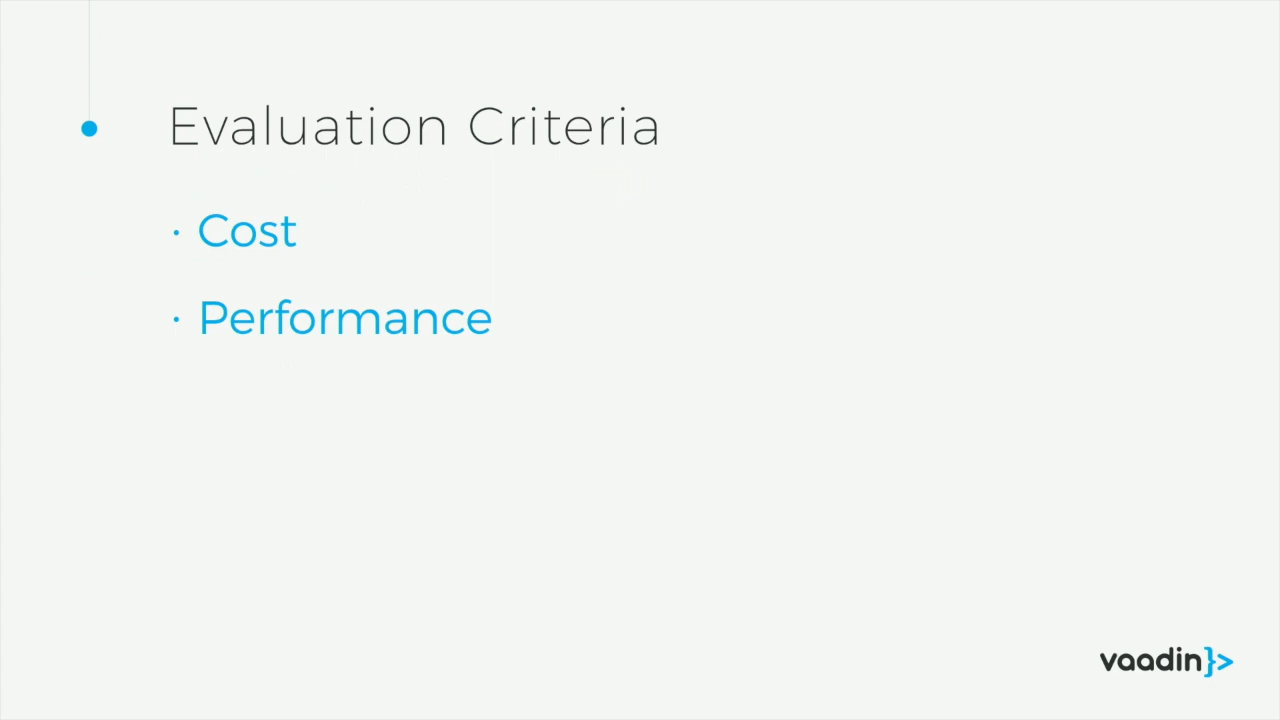 Evaluation Criteria
· Cost
· Performance
vaadin}>